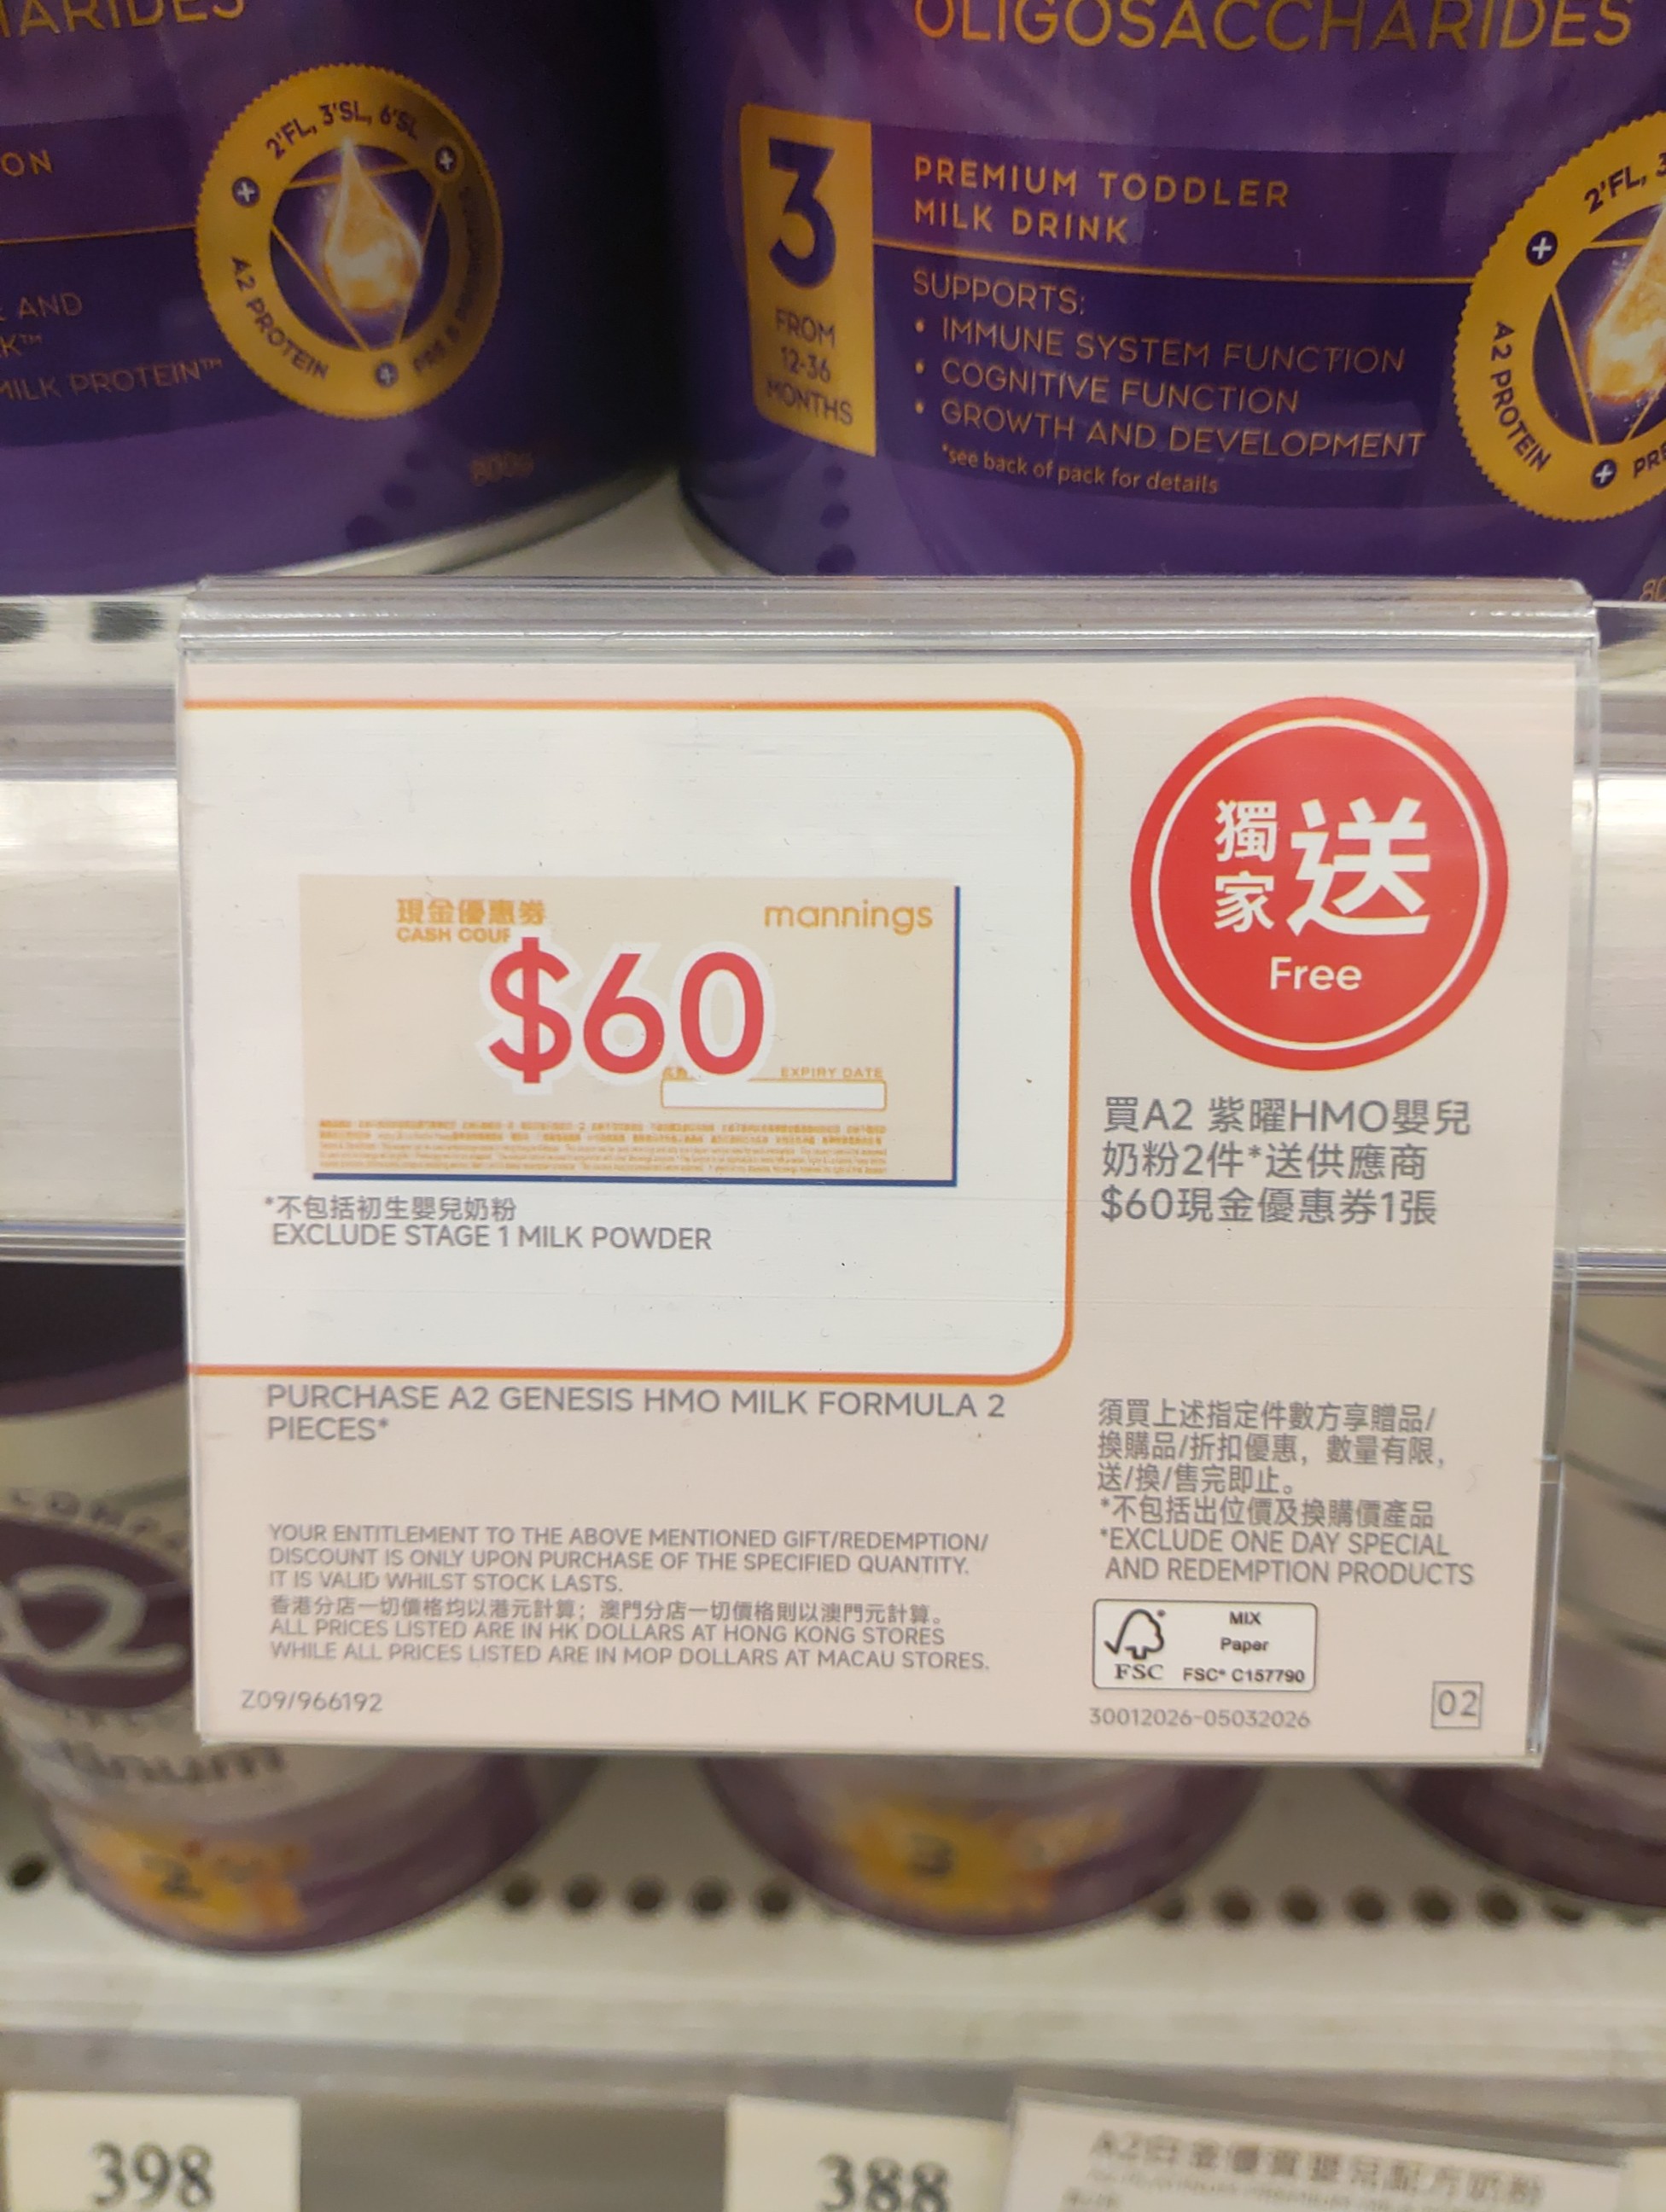 OLIGOSACCHARIDES
2'FL, 3'SL, 6'SL
A2 PROTEIN
ON
AND
MILK PROTEIN™
800g
3
FROM
12-36
MONTHS
PREMIUM TODDLER
MILK DRINK
SUPPORTS:
• IMMUNE SYSTEM FUNCTION
• COGNITIVE FUNCTION
• GROWTH AND DEVELOPMENT
*see back of pack for details
2'FL,
A2 PROTEIN
現金優惠券
mannings
CASH
$60
EXPIRY DATE
*不包括初生嬰兒奶粉
EXCLUDE STAGE 1 MILK POWDER
獨家送
Free
買A2 紫曜HMO嬰兒
奶粉2件*送供應商
$60現金優惠券1張
PURCHASE A2 GENESIS HMO MILK FORMULA 2
PIECES*
YOUR ENTITLEMENT TO THE ABOVE MENTIONED GIFT/REDEMPTION/
DISCOUNT IS ONLY UPON PURCHASE OF THE SPECIFIED QUANTITY.
IT IS VALID WHILST STOCK LASTS.
香港分店一切價格均以港元計算；澳門分店一切價格則以澳門元計算。
ALL PRICES LISTED ARE IN HK DOLLARS AT HONG KONG STORES
WHILE ALL PRICES LISTED ARE IN MOP DOLLARS AT MACAU STORES.
Z09/966192
須買上述指定件數方享贈品/
換購品/折扣優惠，數量有限，
送/換/售完即止。
*不包括出位價及換購價產品
*EXCLUDE ONE DAY SPECIAL
AND REDEMPTION PRODUCTS
MIX
Paper
FSC
FSC® C157790
30012026-05032026
02
2
3
398
388